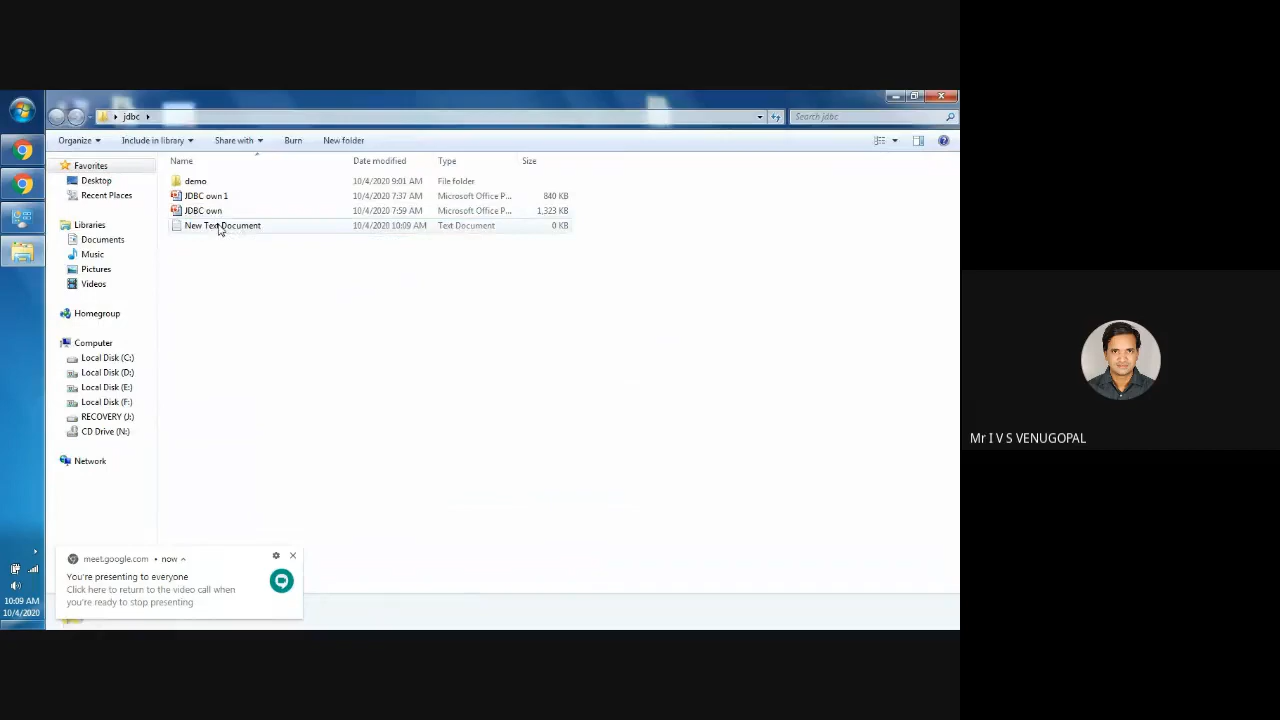 jdbc
Search jdbc
Organize
Include in library
Share with
Burn
New folder
Name
Date modified
Type
Size
demo
10/4/2020 9:01 AM
File folder
JDBC own 1
10/4/2020 7:37 AM
Microsoft Office P...
840 KB
JDBC own
10/4/2020 7:59 AM
Microsoft Office P...
1,323 KB
New Text Document
10/4/2020 10:09 AM
Text Document
0 KB
Favorites
Desktop
Recent Places
Libraries
Documents
Music
Pictures
Videos
Homegroup
Computer
Local Disk (C:)
Local Disk (D:)
Local Disk (E:)
Local Disk (F:)
RECOVERY (J:)
CD Drive (N:)
Network
meet.google.com • now
You're presenting to everyone
Click here to return to the video call when
you're ready to stop presenting
10:09 AM
10/4/2020
Mr I V S VENUGOPAL